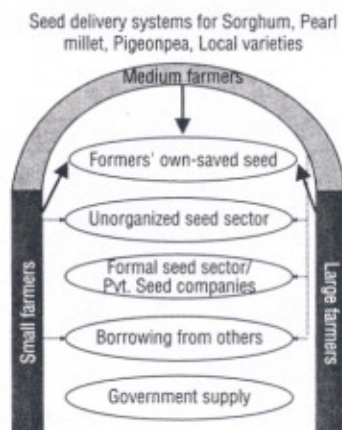 Seed delivery systems for Sorghum, Pearl
millet, Pigeonpea, Local varieties
Medium farmers
Formers' own-saved seed
Unorganized seed sector
Formal seed sector/
Pvt. Seed companies
Borrowing from others
Government supply
Small farmers
Large farmers